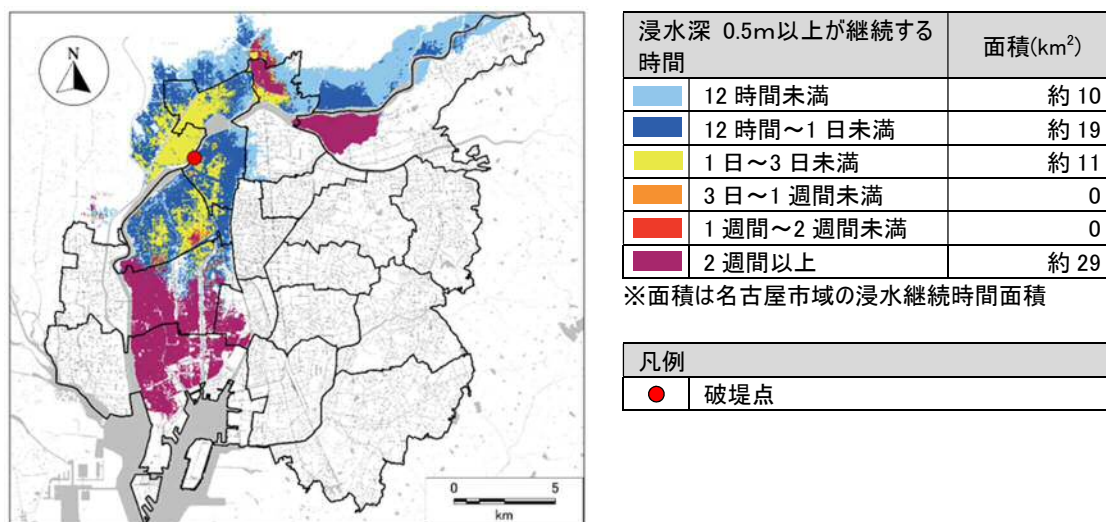 N
0 5
km
浸水深 0.5m以上が継続する
時間
面積(km²)
12 時間未満 約 10
12 時間～1 日未満 約 19
1 日～3 日未満 約 11
3 日～1 週間未満 0
1 週間～2 週間未満 0
2 週間以上 約 29
※面積は名古屋市域の浸水継続時間面積
凡例
破堤点